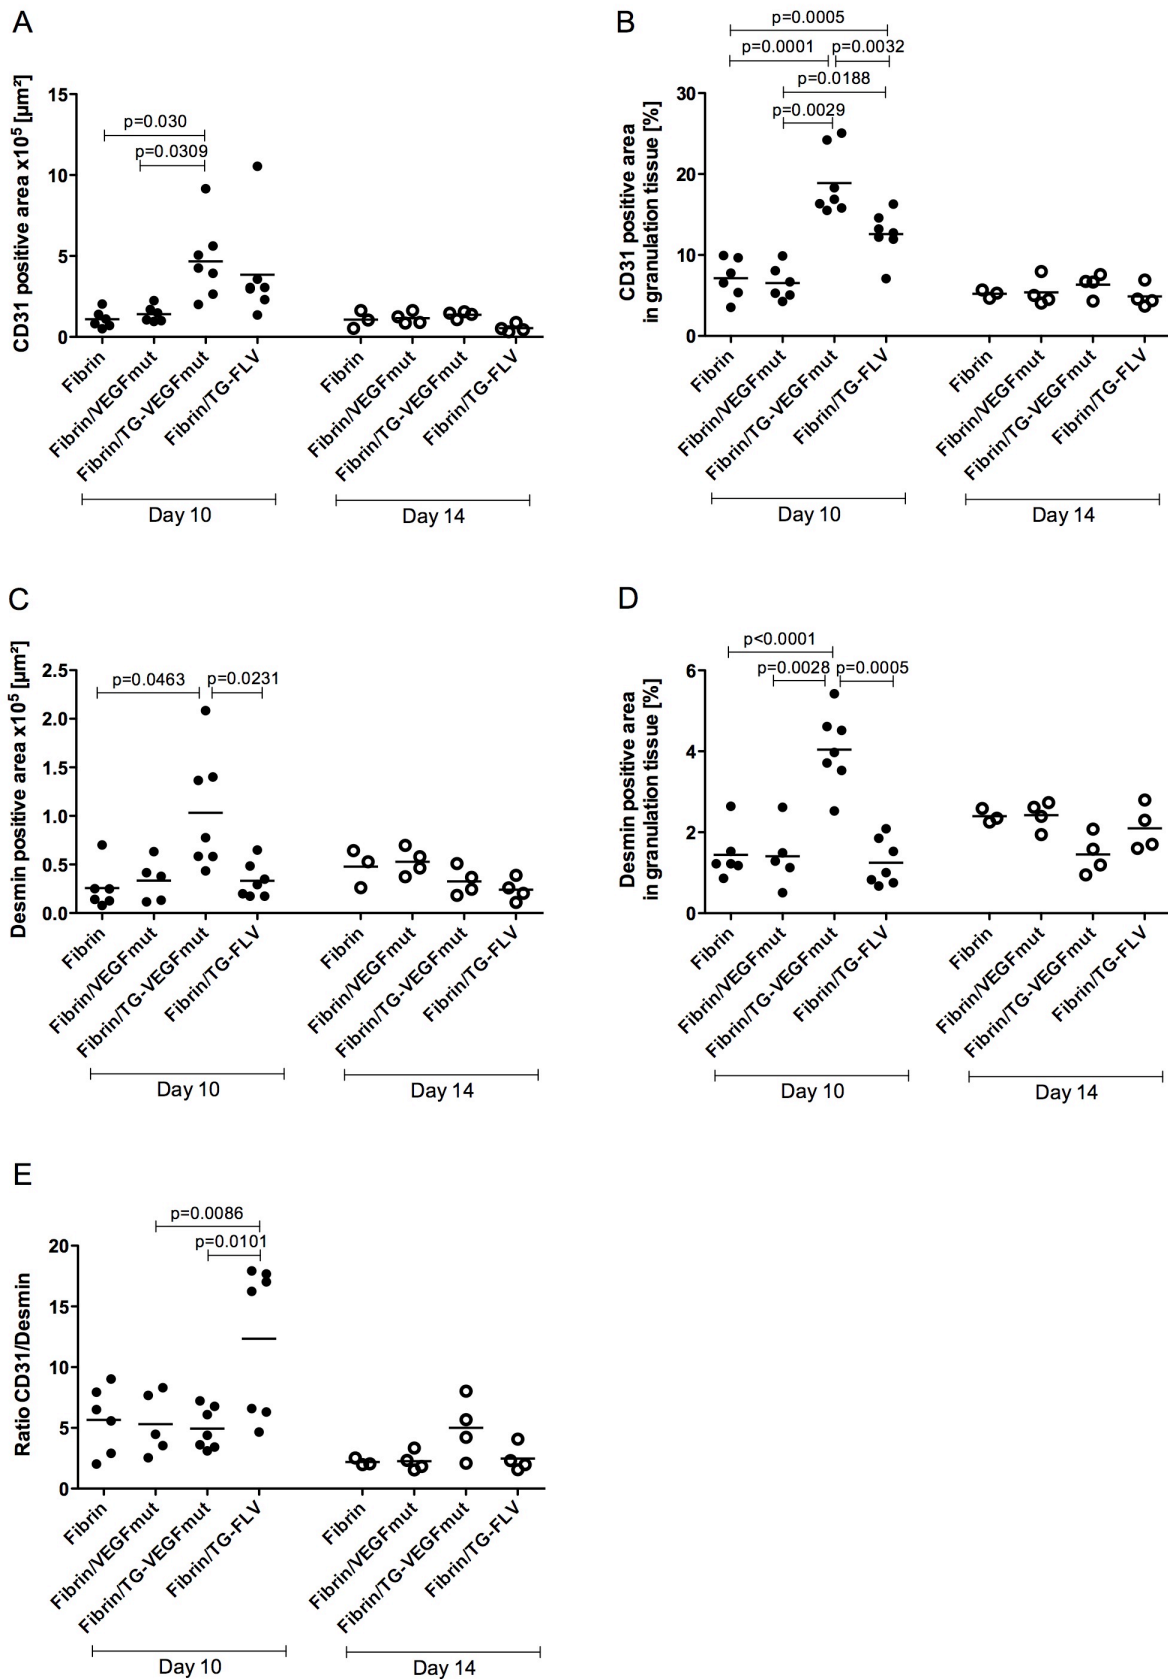 A
CD31 positive area x10⁵ [µm²]
15
10
5
0
p=0.030
p=0.0309
Fibrin
Fibrin/VEGFmut
Fibrin/TG-VEGFmut
Fibrin/TG-FLV
Fibrin
Fibrin/VEGFmut
Fibrin/TG-VEGFmut
Fibrin/TG-FLV
Day 10
Day 14
B
CD31 positive area
in granulation tissue [%]
30
20
10
0
p=0.0005
p=0.0001
p=0.0032
p=0.0188
p=0.0029
Fibrin
Fibrin/VEGFmut
Fibrin/TG-VEGFmut
Fibrin/TG-FLV
Fibrin
Fibrin/VEGFmut
Fibrin/TG-VEGFmut
Fibrin/TG-FLV
Day 10
Day 14
C
Desmin positive area x10⁵ [µm²]
2.5
2.0
1.5
1.0
0.5
0.0
p=0.0463
p=0.0231
Fibrin
Fibrin/VEGFmut
Fibrin/TG-VEGFmut
Fibrin/TG-FLV
Fibrin
Fibrin/VEGFmut
Fibrin/TG-VEGFmut
Fibrin/TG-FLV
Day 10
Day 14
D
Desmin positive area
in granulation tissue [%]
6
4
2
0
p<0.0001
p=0.0028
p=0.0005
Fibrin
Fibrin/VEGFmut
Fibrin/TG-VEGFmut
Fibrin/TG-FLV
Fibrin
Fibrin/VEGFmut
Fibrin/TG-VEGFmut
Fibrin/TG-FLV
Day 10
Day 14
E
Ratio CD31/Desmin
20
15
10
5
0
p=0.0086
p=0.0101
Fibrin
Fibrin/VEGFmut
Fibrin/TG-VEGFmut
Fibrin/TG-FLV
Fibrin
Fibrin/VEGFmut
Fibrin/TG-VEGFmut
Fibrin/TG-FLV
Day 10
Day 14